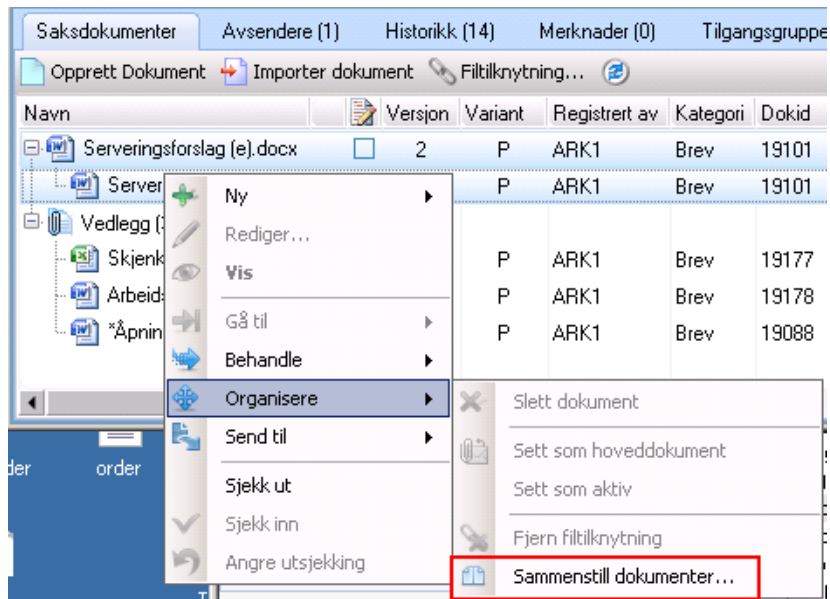 Saksdokumenter Avsendere (1) Historikk (14) Merknader (0) Tilgangsgruppe
Opprett Dokument Importer dokument Filtilknytning...
Navn Versjon Variant Registrert av Kategori Dokid
Serveringsforslag (e).docx 2 P ARK1 Brev 19101
Server P ARK1 Brev 19101
Vedlegg (
Skjenk P ARK1 Brev 19177
Arbeid P ARK1 Brev 19178
*Åpnin P ARK1 Brev 19088
Ny
Rediger...
Vis
Gå til
Behandle
Organisere
Send til
Sjekk ut
Sjekk inn
Angre utsjekking
Slett dokument
Sett som hoveddokument
Sett som aktiv
Fjern filtilknytning
Sammenstill dokumenter...
der order